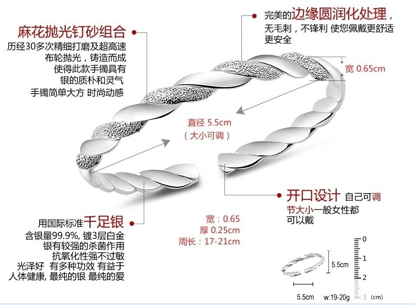 麻花抛光钉砂组合
历经30多次精细打磨及超高速
布轮抛光，铸造而成
使得此款手镯具有
银的质朴和灵气
手镯简单大方 时尚动感
完美的边缘圆润化处理，
无毛刺，不锋利 使您佩戴更舒适
更安全
宽 0.65cm
直径 5.5cm
（大小可调）
用国际标准千足银
含银量99.9%, 镀3层白金
银有较强的杀菌作用
抗氧化性强不过敏
光泽好 有多种功效 有益于
人体健康, 最纯的银 最纯的爱
宽：0.65
厚 0.25cm
周长：17-21cm
开口设计 自己可调
节大小一般女性都
可以戴
5.5cm
5.5cm
w:19-20g
0
1
2
3 (cm)